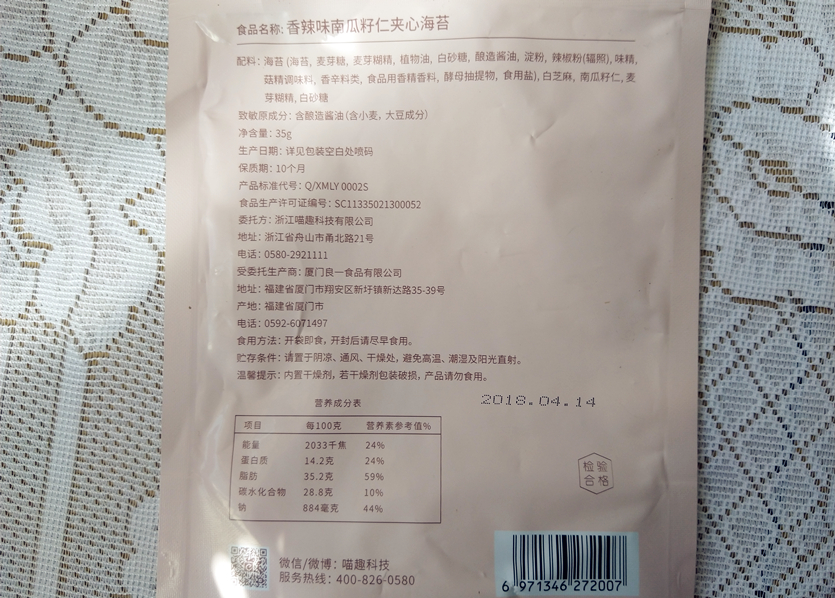 食品名称: 香辣味南瓜籽仁夹心海苔
配料: 海苔 (海苔, 麦芽糖, 麦芽糊精, 植物油, 白砂糖, 酿造酱油, 淀粉, 辣椒粉(辐照), 味精,
菇精调味料, 香辛料类, 食品用香精香料, 酵母抽提物, 食用盐), 白芝麻, 南瓜籽仁, 麦
芽糊精, 白砂糖
致敏原成分: 含酿造酱油(含小麦, 大豆成分)
净含量: 35g
生产日期: 详见包装空白处喷码
保质期: 10个月
产品标准代号: Q/XMLY 0002S
食品生产许可证编号: SC11335021300052
委托方: 浙江喵趣科技有限公司
地址: 浙江省舟山市甬北路21号
电话: 0580-2921111
受委托生产商: 厦门良一食品有限公司
地址: 福建省厦门市翔安区新圩镇新达路35-39号
产地: 福建省厦门市
电话: 0592-6071497
食用方法: 开袋即食, 开封后请尽早食用。
贮存条件: 请置于阴凉、通风、干燥处, 避免高温、潮湿及阳光直射。
温馨提示: 内置干燥剂, 若干燥剂包装破损, 产品请勿食用。
2018.04.14
营养成分表
项目 每100克 营养素参考值%
能量 2033千焦 24%
蛋白质 14.2克 24%
脂肪 35.2克 59%
碳水化合物 28.8克 10%
钠 884毫克 44%
检验
合格
微信/微博: 喵趣科技
服务热线: 400-826-0580
6 971346 272007